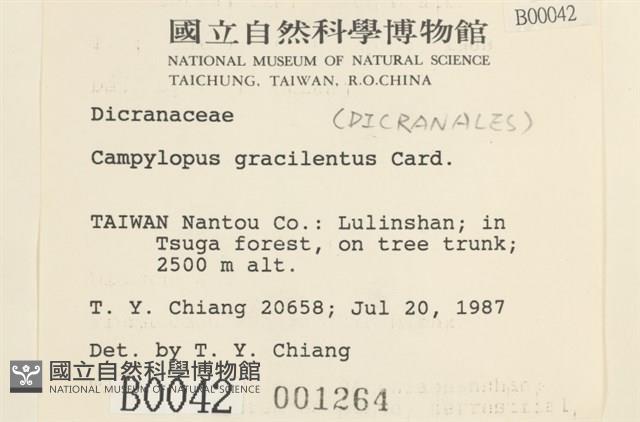 B00042
國立自然科學博物館
NATIONAL MUSEUM OF NATURAL SCIENCE
TAICHUNG, TAIWAN, R.O.CHINA
Dicranaceae (DICRANALES)
Campylopus gracilentus Card.
TAIWAN Nantou Co.: Lulinshan; in
Tsuga forest, on tree trunk;
2500 m alt.
T. Y. Chiang 20658; Jul 20, 1987
Det. by T. Y. Chiang
國立自然科學博物館
NATIONAL MUSEUM OF NATURAL SCIENCE
B0042 001264